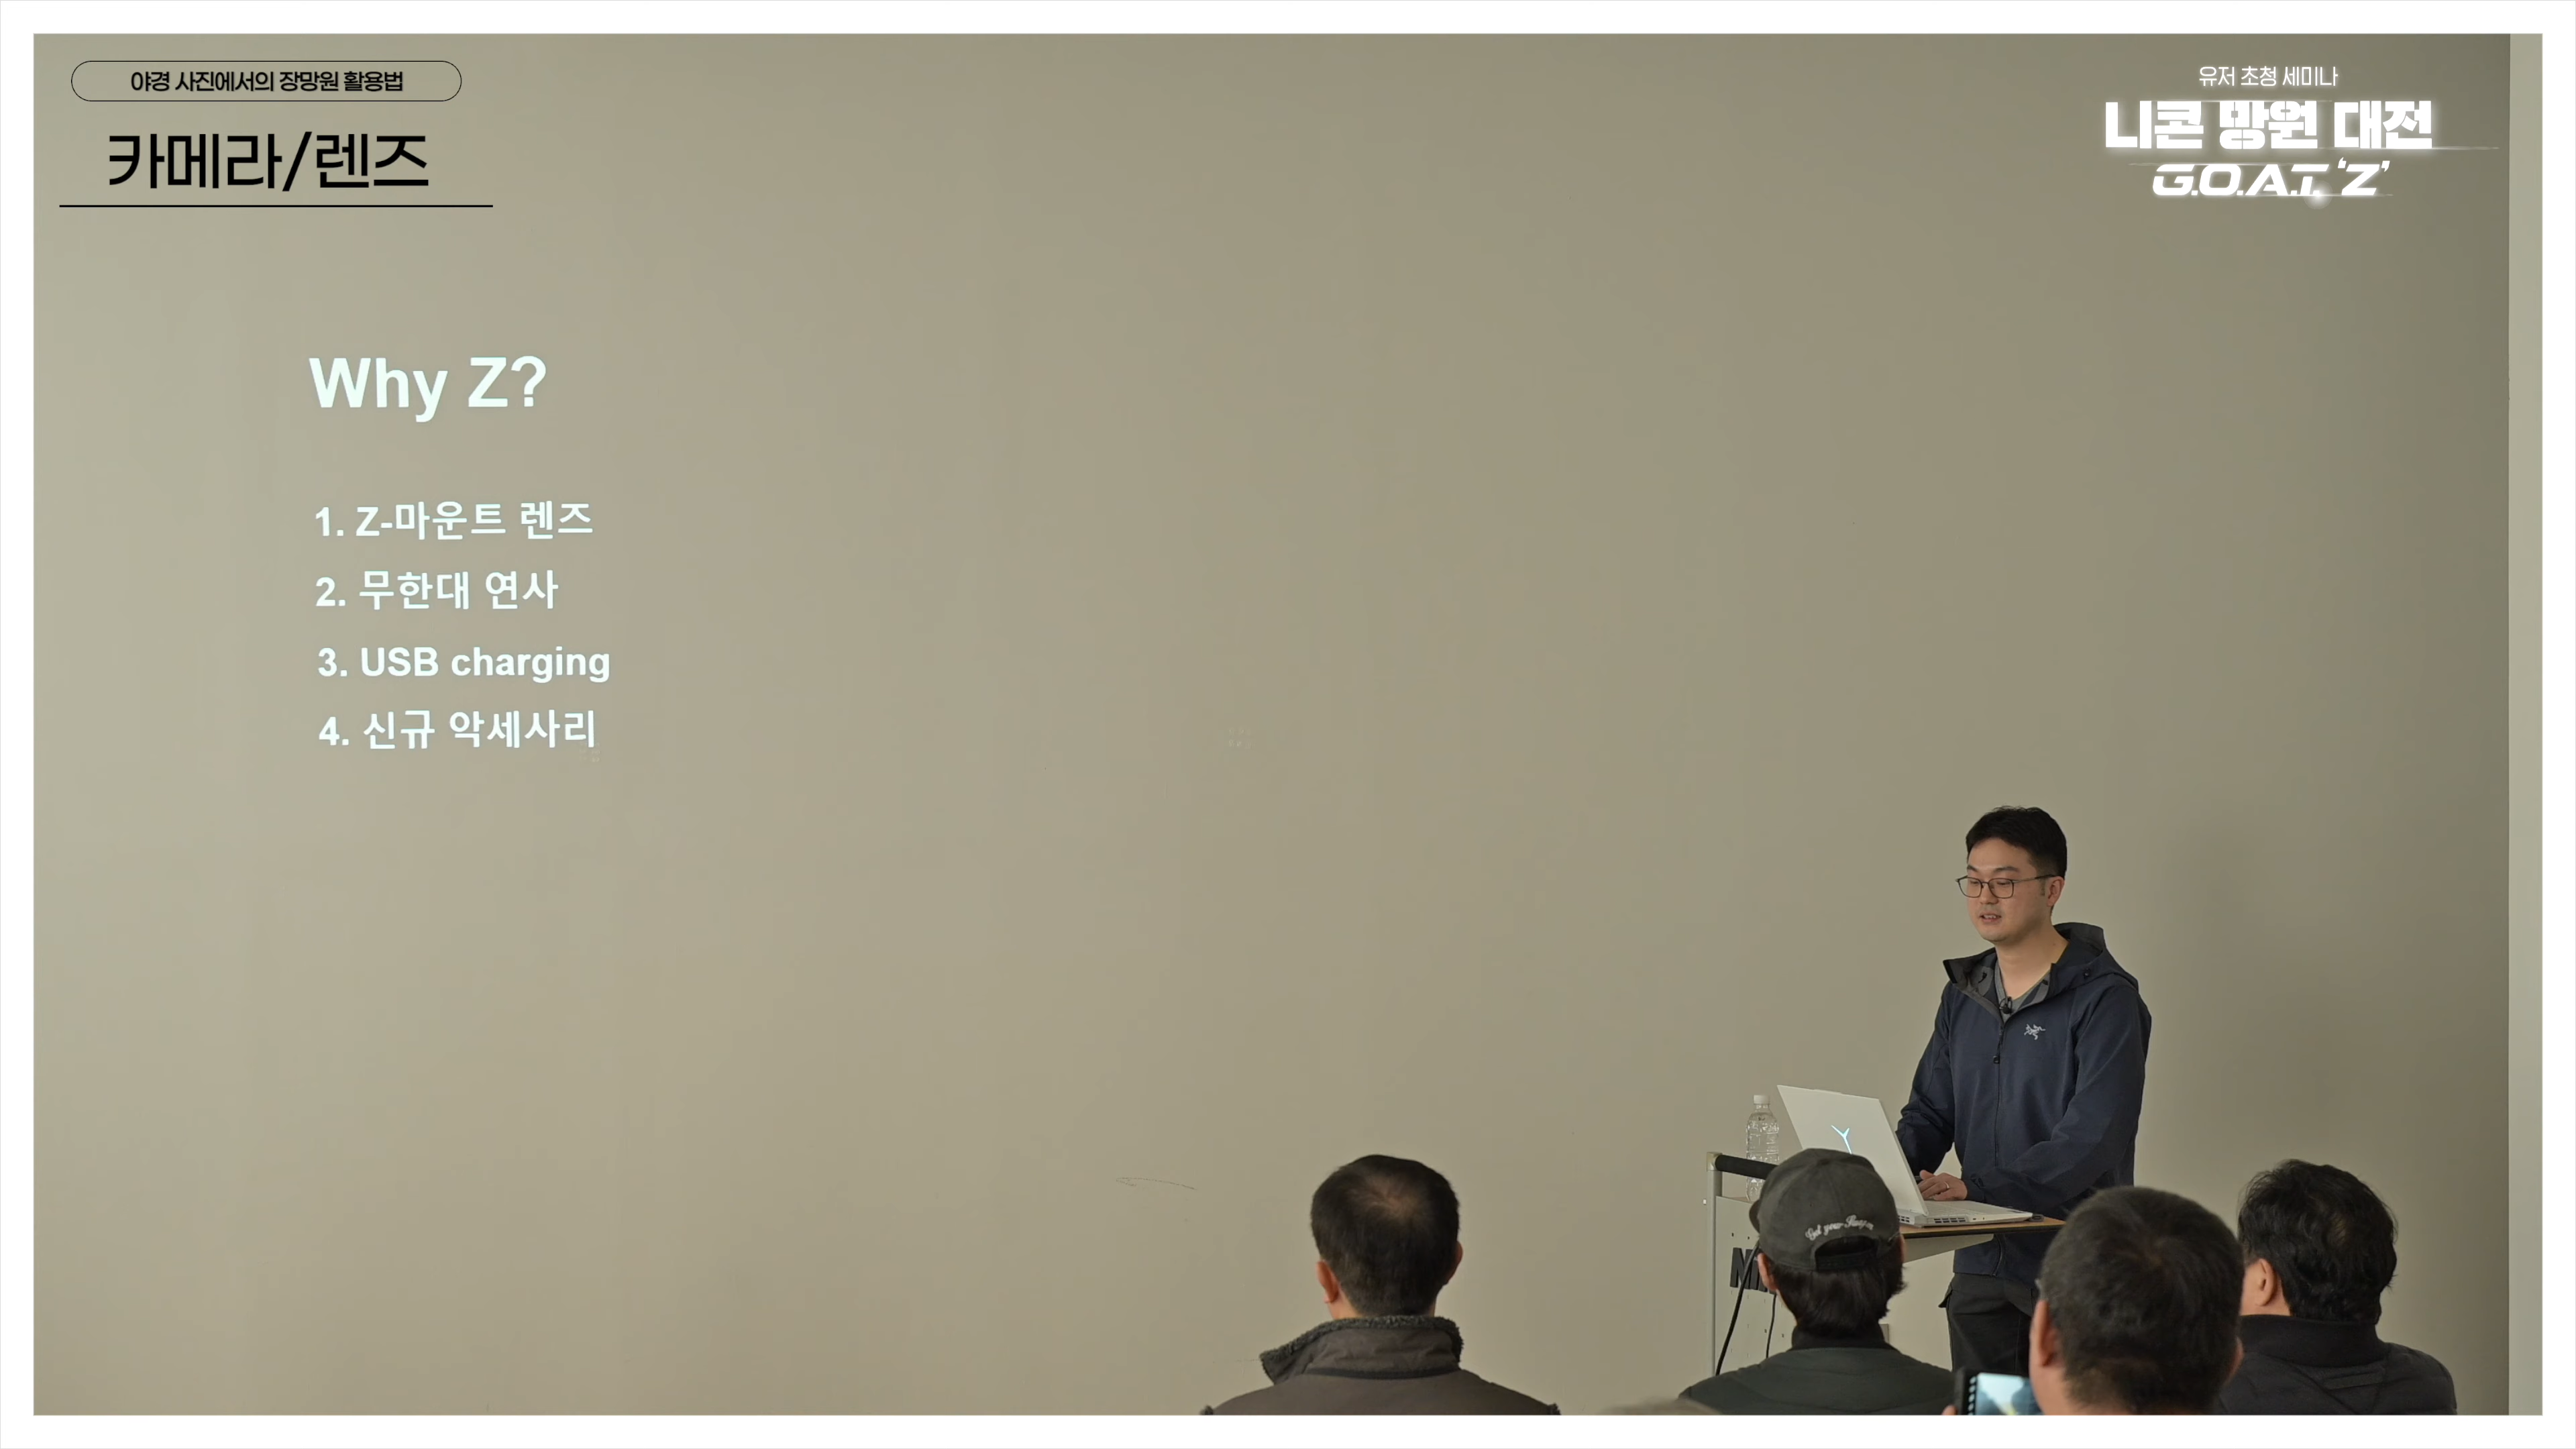 야경 사진에서의 장망원 활용법
카메라/렌즈
유저 초청 세미나
니콘 망원 대전
G.O.A.T. 'Z'
Why Z?
1. Z-마운트 렌즈
2. 무한대 연사
3. USB charging
4. 신규 악세사리